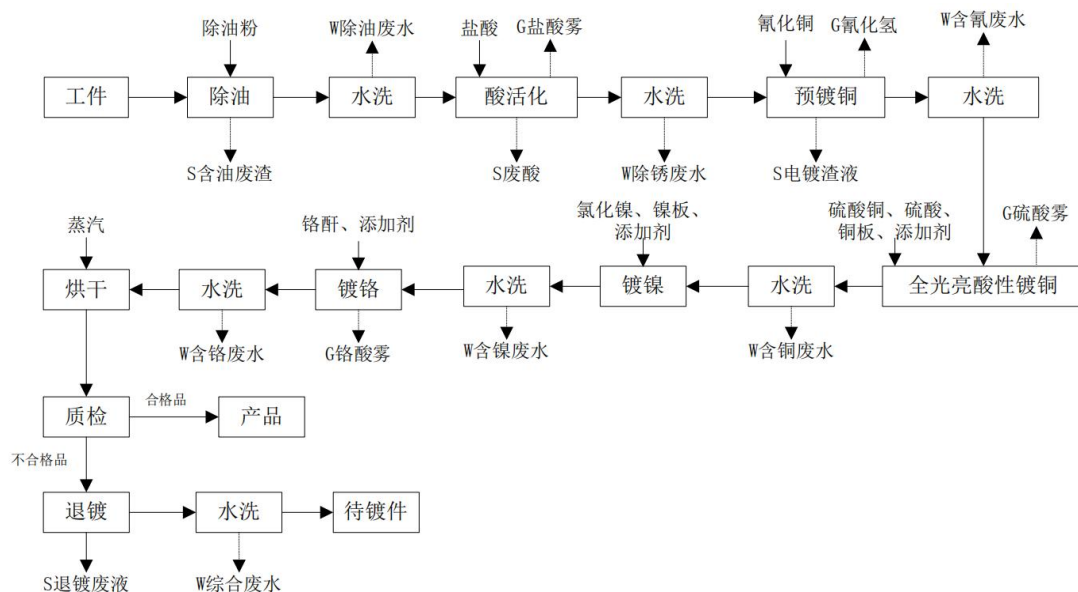 除油粉
W除油废水
盐酸
G盐酸雾
氰化铜
G氰化氢
W含氰废水
工件
除油
水洗
酸活化
水洗
预镀铜
水洗
S含油废渣
S废酸
W除锈废水
S电镀渣液
蒸汽
铬酐、添加剂
氯化镍、镍板、
添加剂
硫酸铜、硫酸、
铜板、添加剂
G硫酸雾
烘干
水洗
镀铬
水洗
镀镍
水洗
全光亮酸性镀铜
W含铬废水
G铬酸雾
W含镍废水
W含铜废水
质检
合格品
产品
不合格品
退镀
水洗
待镀件
S退镀废液
W综合废水